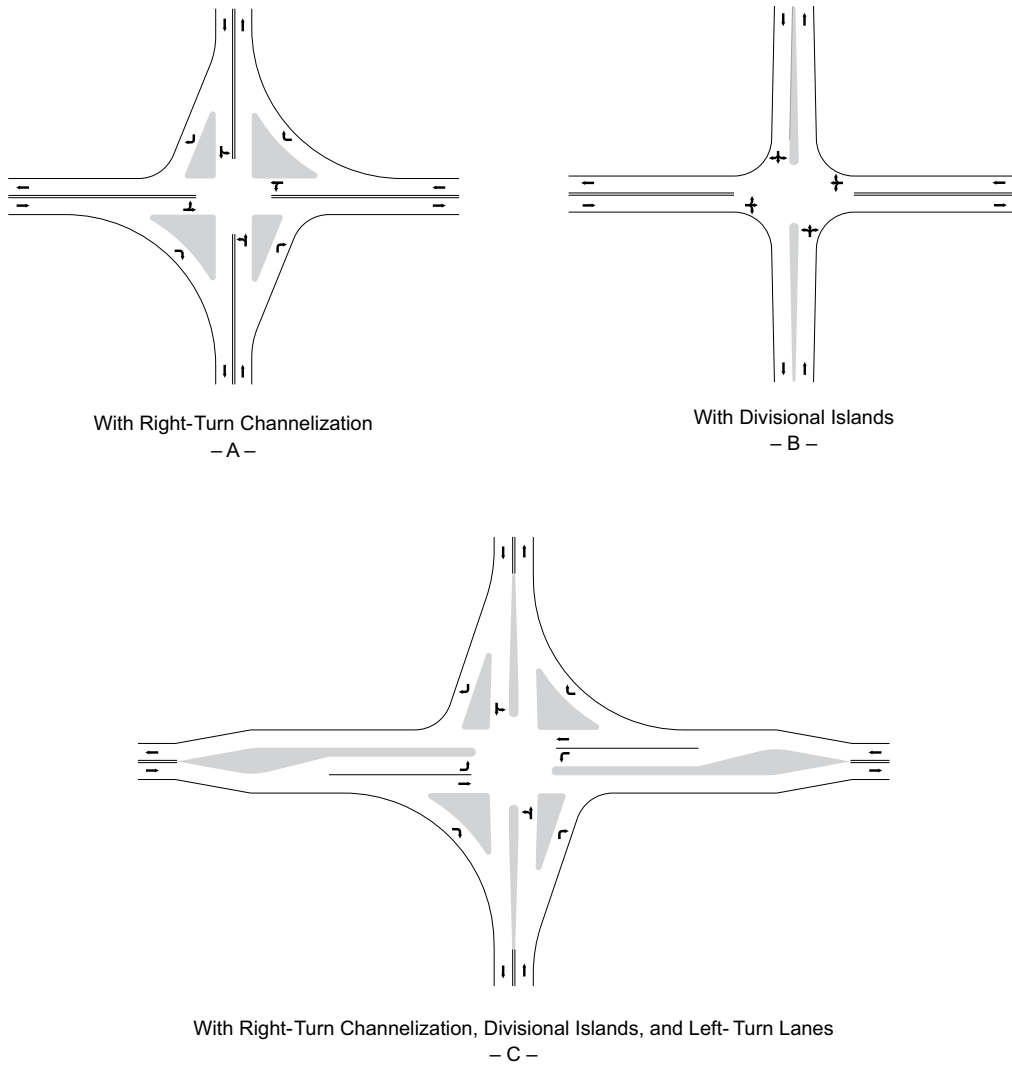 With Right-Turn Channelization
– A –
With Divisional Islands
– B –
With Right-Turn Channelization, Divisional Islands, and Left- Turn Lanes
– C –